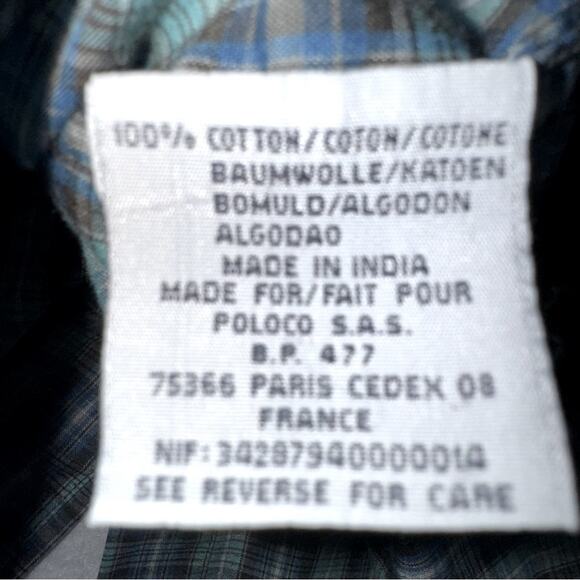 100% COTTON/COTON/COTONE
BAUMWOLLE/KATOEN
BOMULD/ALGODON
ALGODAO
MADE IN INDIA
MADE FOR/FAIT POUR
POLOCO S.A.S.
B.P. 477
75366 PARIS CEDEX 08
FRANCE
NIF:34287940000014
SEE REVERSE FOR CARE